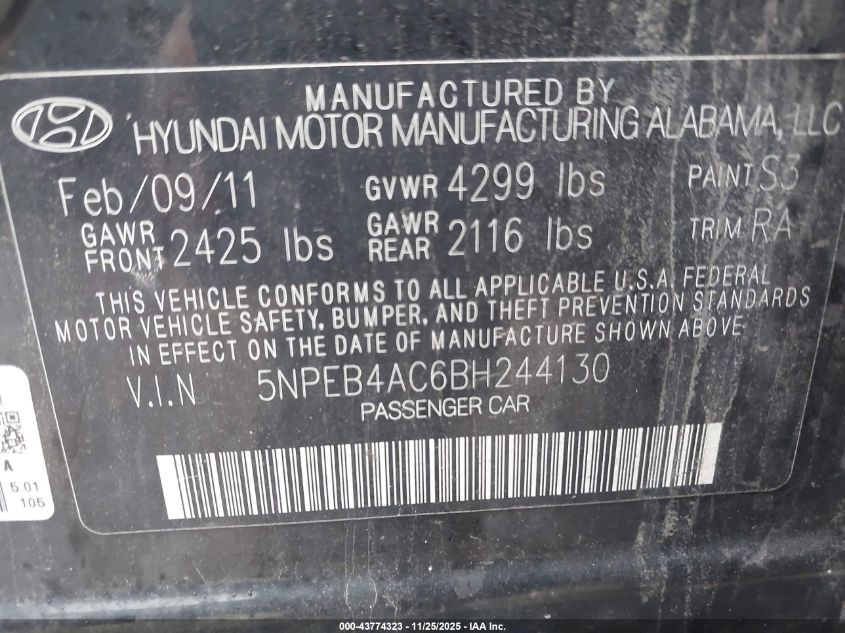 MANUFACTURED BY
HYUNDAI MOTOR MANUFACTURING ALABAMA, LLC
Feb/09/11 GVWR 4299 lbs PAINT S3
GAWR FRONT 2425 lbs GAWR REAR 2116 lbs TRIM RA
THIS VEHICLE CONFORMS TO ALL APPLICABLE U.S.A. FEDERAL
MOTOR VEHICLE SAFETY, BUMPER, AND THEFT PREVENTION STANDARDS
IN EFFECT ON THE DATE OF MANUFACTURE SHOWN ABOVE.
V.I.N 5NPEB4AC6BH244130
PASSENGER CAR
A
5 01
105
000-43774323 - 11/25/2025 - IAA Inc.